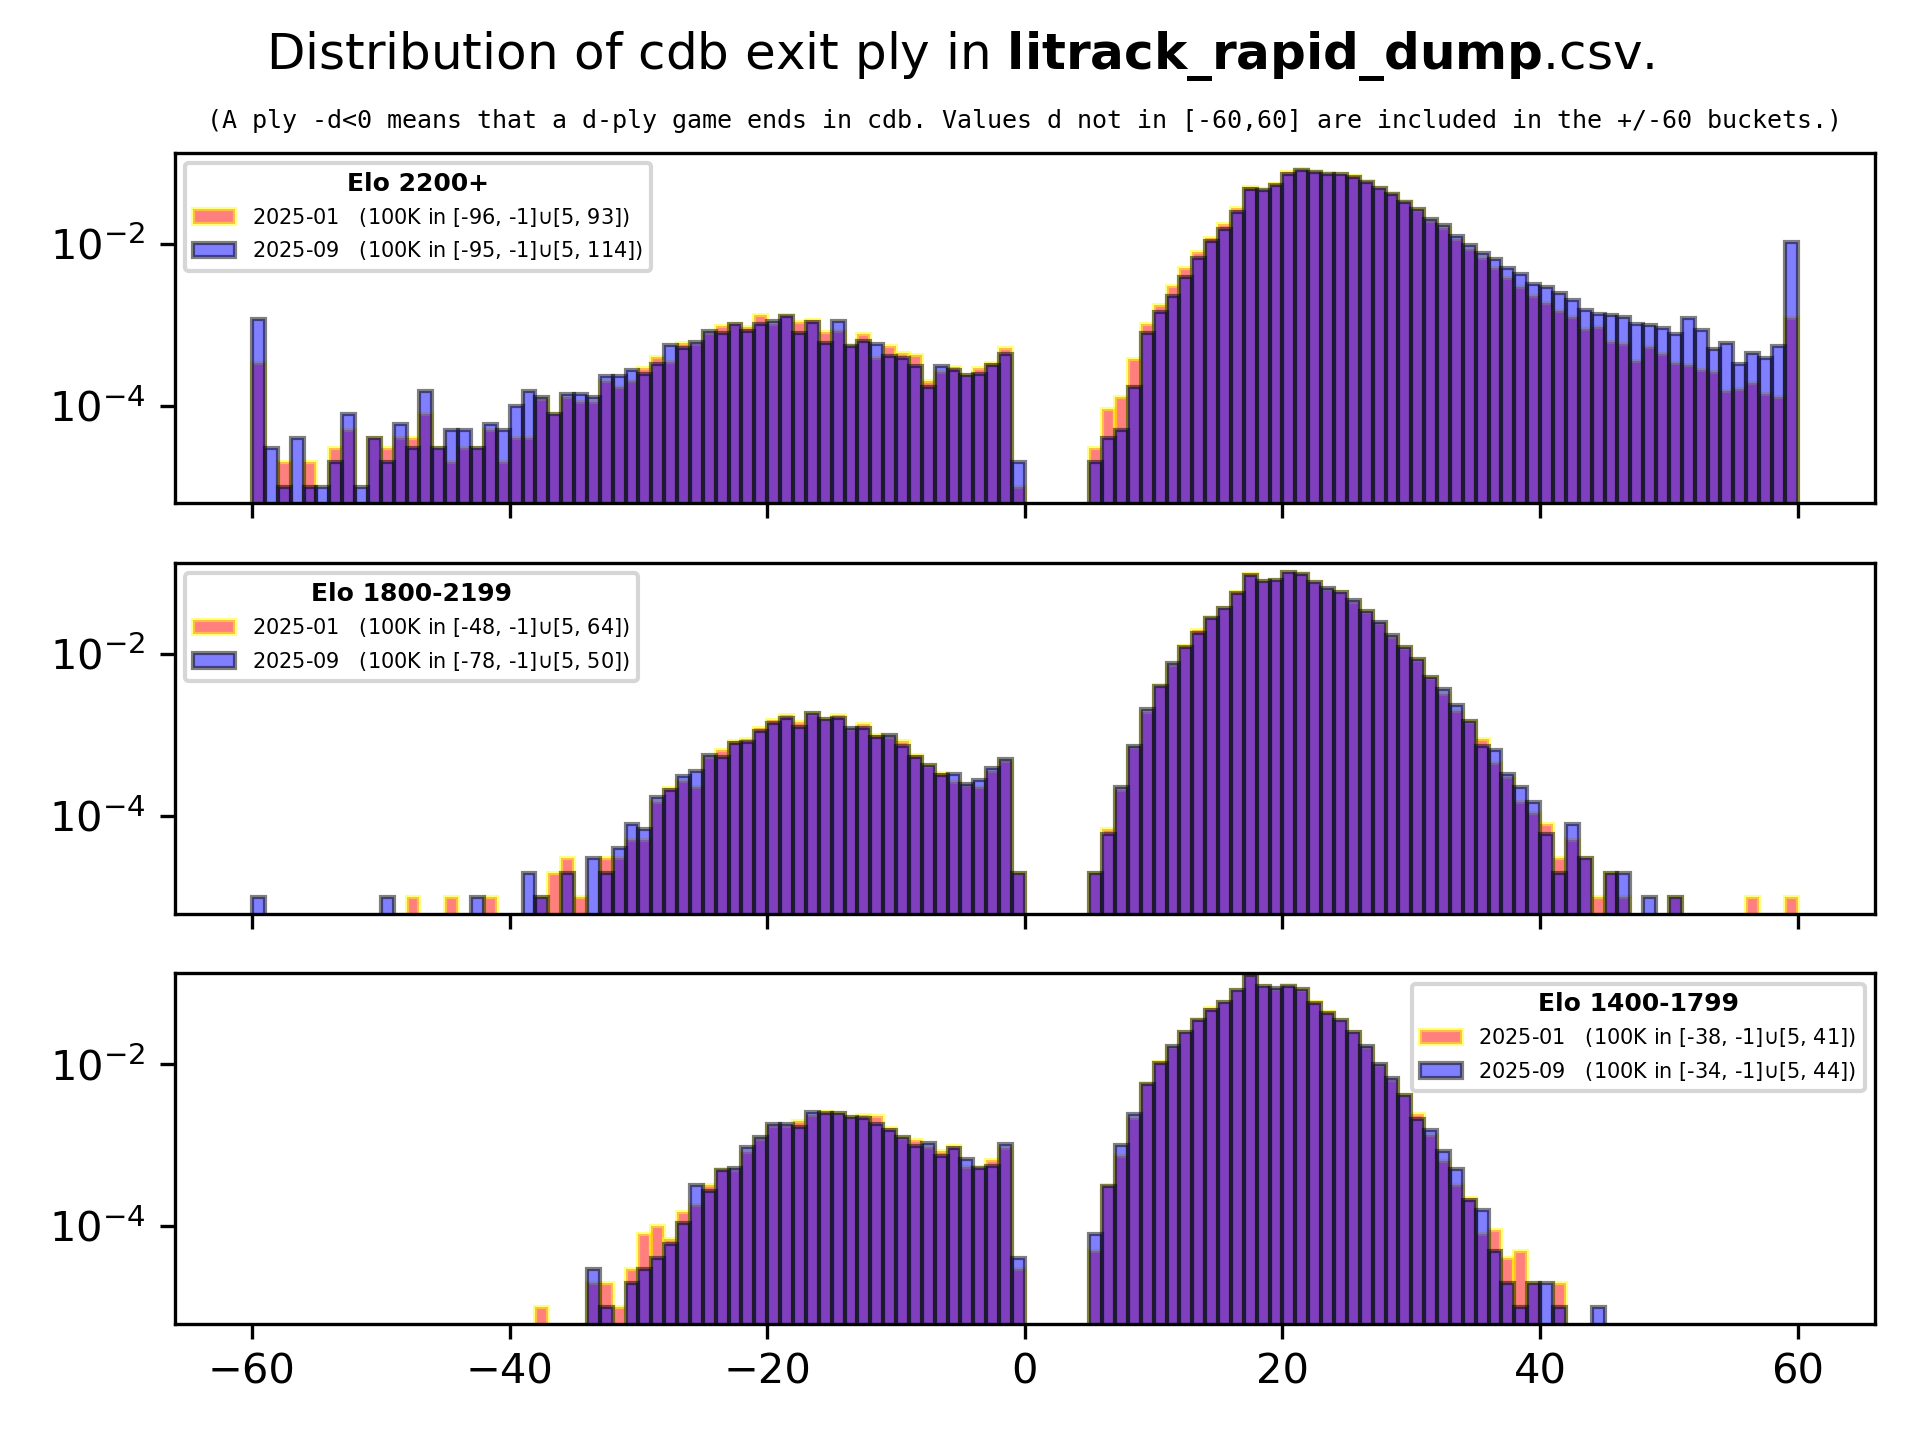 Distribution of cdb exit ply in litrack_rapid_dump.csv.
(A ply -d<0 means that a d-ply game ends in cdb. Values d not in [-60,60] are included in the +/-60 buckets.)
Elo 2200+
2025-01 (100K in [-96, -1]∪[5, 93])
2025-09 (100K in [-95, -1]∪[5, 114])
10⁻²
10⁻⁴
Elo 1800-2199
2025-01 (100K in [-48, -1]∪[5, 64])
2025-09 (100K in [-78, -1]∪[5, 50])
10⁻²
10⁻⁴
Elo 1400-1799
2025-01 (100K in [-38, -1]∪[5, 41])
2025-09 (100K in [-34, -1]∪[5, 44])
10⁻²
10⁻⁴
−60 −40 −20 0 20 40 60